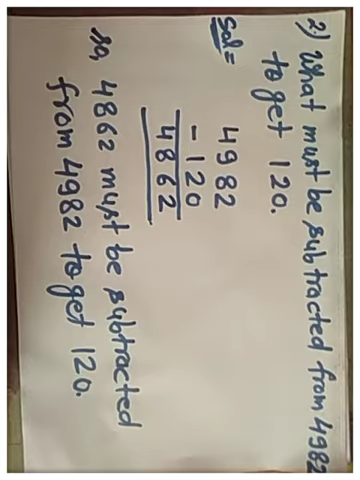 2) What must be subtracted from 4982
to get 120.
Sol=
4982
-120
4862
so, 4862 must be subtracted
from 4982 to get 120.